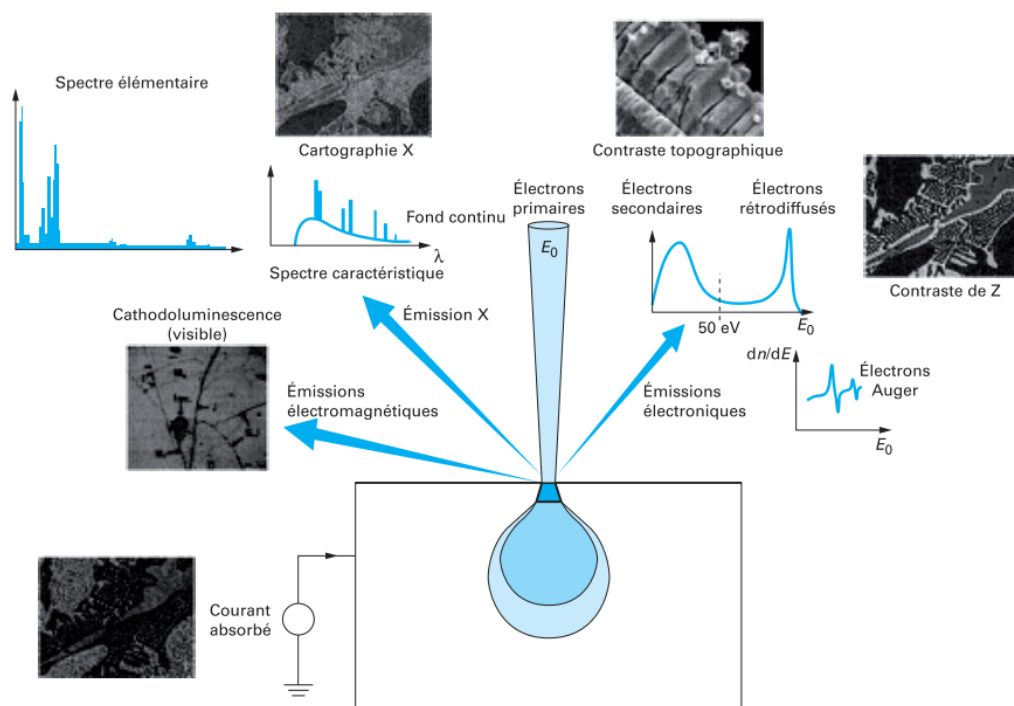 Spectre élémentaire
Cartographie X
Contraste topographique
Électrons
primaires
Électrons
secondaires
Électrons
rétrodiffusés
Fond continu
λ
E0
Spectre caractéristique
50 eV
E0
Contraste de Z
Cathodoluminescence
(visible)
Émission X
dn/dE
Électrons
Auger
E0
Émissions
électromagnétiques
Émissions
électroniques
Courant
absorbé